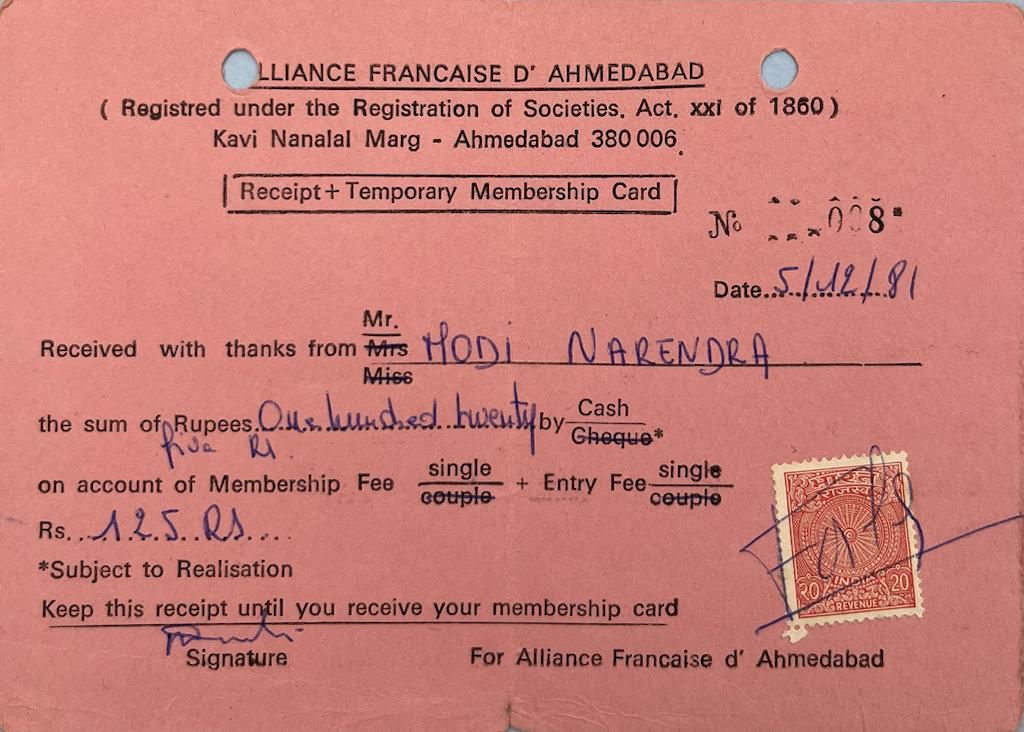 LLIANCE FRANCAISE D' AHMEDABAD
( Registred under the Registration of Societies. Act. xxi of 1860 )
Kavi Nanalal Marg - Ahmedabad 380 006.
Receipt + Temporary Membership Card
No 008
Date 5/12/81
Mr.
Received with thanks from Mrs MODI NARENDRA
Miss
the sum of Rupees One hundred twenty by Cash
Cheque*
five Rs.
on account of Membership Fee single + Entry Fee single
couple couple
Rs. 125 RS
*Subject to Realisation
Keep this receipt until you receive your membership card
Signature For Alliance Francaise d' Ahmedabad
भारत
२० INDIA 20
REVENUE